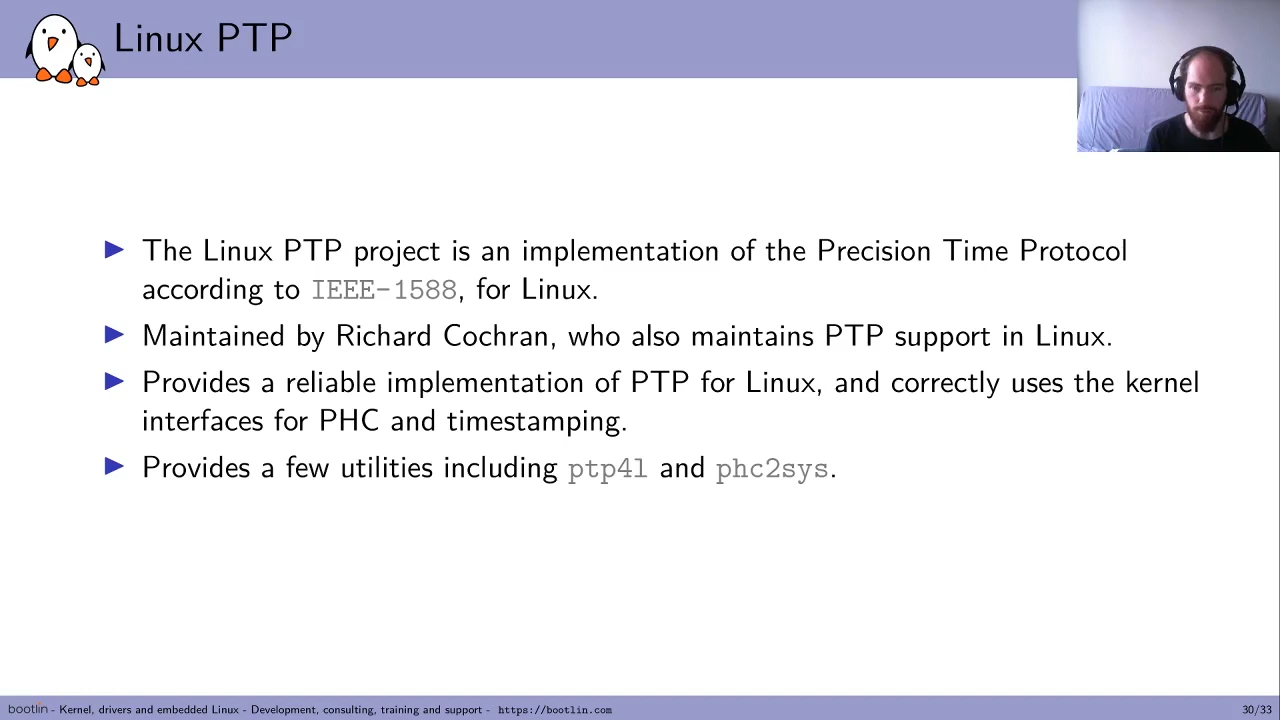 Linux PTP
▶ The Linux PTP project is an implementation of the Precision Time Protocol
according to IEEE-1588, for Linux.
▶ Maintained by Richard Cochran, who also maintains PTP support in Linux.
▶ Provides a reliable implementation of PTP for Linux, and correctly uses the kernel
interfaces for PHC and timestamping.
▶ Provides a few utilities including ptp4l and phc2sys.
bootlin - Kernel, drivers and embedded Linux - Development, consulting, training and support - https://bootlin.com 30/33